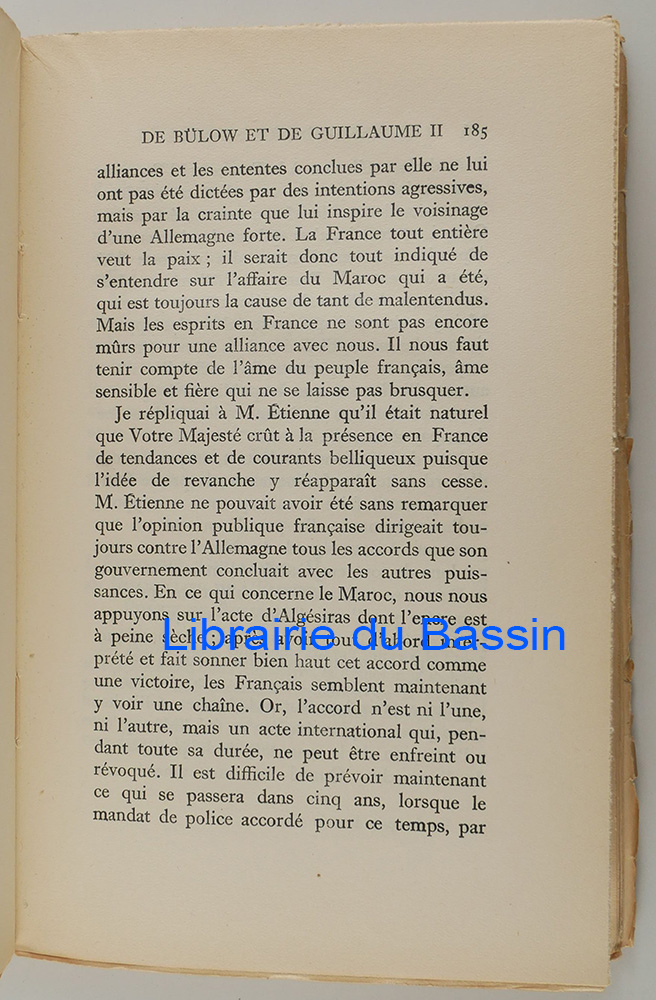 DE BÜLOW ET DE GUILLAUME II 185
alliances et les ententes conclues par elle ne lui
ont pas été dictées par des intentions agressives,
mais par la crainte que lui inspire le voisinage
d'une Allemagne forte. La France tout entière
veut la paix ; il serait donc tout indiqué de
s'entendre sur l'affaire du Maroc qui a été,
qui est toujours la cause de tant de malentendus.
Mais les esprits en France ne sont pas encore
mûrs pour une alliance avec nous. Il nous faut
tenir compte de l'âme du peuple français, âme
sensible et fière qui ne se laisse pas brusquer.
Je répliquai à M. Étienne qu'il était naturel
que Votre Majesté crût à la présence en France
de tendances et de courants belliqueux puisque
l'idée de revanche y réapparaît sans cesse.
M. Étienne ne pouvait avoir été sans remarquer
que l'opinion publique française dirigeait tou-
jours contre l'Allemagne tous les accords que son
gouvernement concluait avec les autres puis-
sances. En ce qui concerne le Maroc, nous nous
appuyons sur l'acte d'Algésiras dont l'encre est
à peine sèche ; après avoir tout d'abord inter-
Librairie du Bassin
prété et fait sonner bien haut cet accord comme
une victoire, les Français semblent maintenant
y voir une chaîne. Or, l'accord n'est ni l'une,
ni l'autre, mais un acte international qui, pen-
dant toute sa durée, ne peut être enfreint ou
révoqué. Il est difficile de prévoir maintenant
ce qui se passera dans cinq ans, lorsque le
mandat de police accordé pour ce temps, par